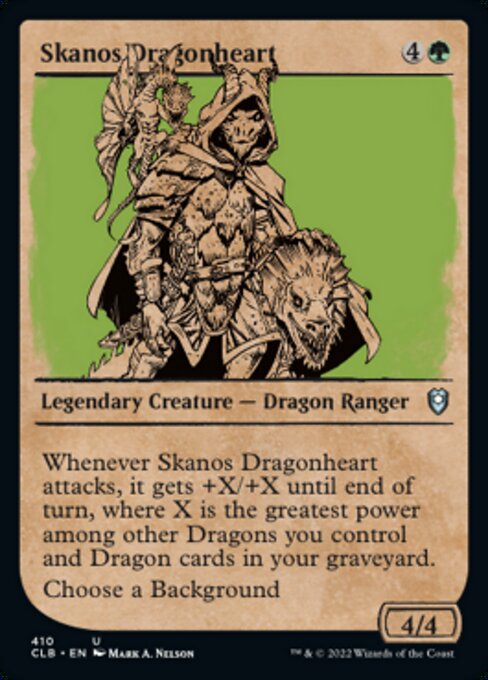 Skanos Dragonheart 4
Legendary Creature — Dragon Ranger
Whenever Skanos Dragonheart
attacks, it gets +X/+X until end of
turn, where X is the greatest power
among other Dragons you control
and Dragon cards in your graveyard.
Choose a Background
4/4
410 U
CLB • EN Mark A. Nelson
™ & © 2022 Wizards of the Coast